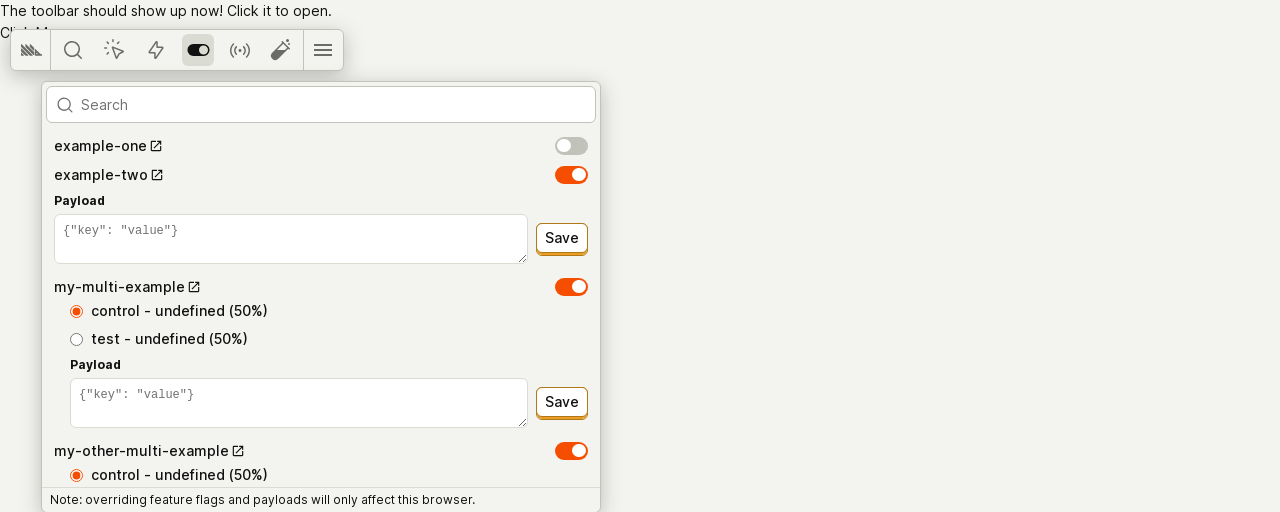 The toolbar should show up now! Click it to open.
Search
example-one
example-two
Payload
{"key": "value"}
Save
my-multi-example
control - undefined (50%)
test - undefined (50%)
Payload
{"key": "value"}
Save
my-other-multi-example
control - undefined (50%)
Note: overriding feature flags and payloads will only affect this browser.